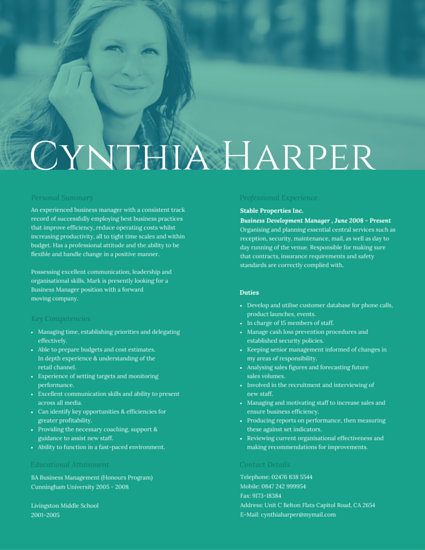 CYNTHIA HARPER
Personal Summary
An experienced business manager with a consistent track
record of successfully employing best business practices
that improve efficiency, reduce operating costs whilst
increasing productivity, all to tight time scales and within
budget. Has a professional attitude and the ability to be
flexible and handle change in a positive manner.
Possessing excellent communication, leadership and
organisational skills, Mark is presently looking for a
Business Manager position with a forward
moving company.
Key Competencies
• Managing time, establishing priorities and delegating
effectively.
• Able to prepare budgets and cost estimates.
In depth experience & understanding of the
retail channel.
• Experience of setting targets and monitoring
performance.
• Excellent communication skills and ability to present
across all media.
• Can identify key opportunities & efficiencies for
greater profitability.
• Providing the necessary coaching, support &
guidance to assist new staff.
• Ability to function in a fast-paced environment.
Educational Attainment
BA Business Management (Honours Program)
Cunningham University 2005 - 2008
Livingston Middle School
2001-2005
Professional Experience
Stable Properties Inc.
Business Development Manager , June 2008 – Present
Organising and planning essential central services such as
reception, security, maintenance, mail, as well as day to
day running of the venue. Responsible for making sure
that contracts, insurance requirements and safety
standards are correctly complied with.
Duties
• Develop and utilise customer database for phone calls,
product launches, events.
• In charge of 15 members of staff.
• Manage cash loss prevention procedures and
established security policies.
• Keeping senior management informed of changes in
my areas of responsibility.
• Analysing sales figures and forecasting future
sales volumes.
• Involved in the recruitment and interviewing of
new staff.
• Managing and motivating staff to increase sales and
ensure business efficiency.
• Producing reports on performance, then measuring
these against set indicators.
• Reviewing current organisational effectiveness and
making recommendations for improvements.
Contact Details
Telephone: 02476 838 5544
Mobile: 0847 242 999954
Fax: 9173-18384
Address: Unit C Belton Flats Capitol Road, CA 2654
E-Mail: cynthiaharper@mymail.com